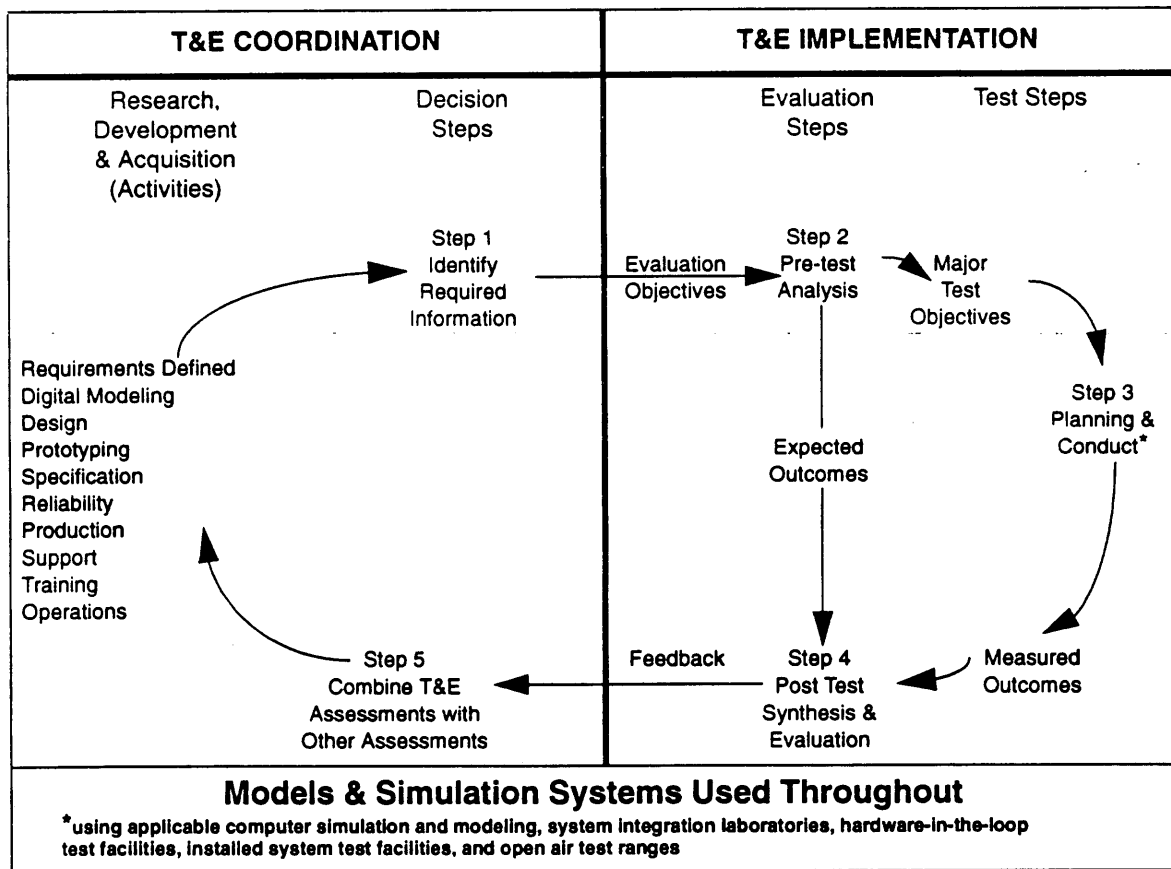 T&E COORDINATION
T&E IMPLEMENTATION
Research,
Development
& Acquisition
(Activities)
Decision
Steps
Evaluation
Steps
Test Steps
Step 1
Identify
Required
Information
Evaluation
Objectives
Step 2
Pre-test
Analysis
Major
Test
Objectives
Requirements Defined
Digital Modeling
Design
Prototyping
Specification
Reliability
Production
Support
Training
Operations
Step 3
Planning &
Conduct*
Expected
Outcomes
Measured
Outcomes
Step 4
Post Test
Synthesis &
Evaluation
Feedback
Step 5
Combine T&E
Assessments with
Other Assessments
Models & Simulation Systems Used Throughout
*using applicable computer simulation and modeling, system integration laboratories, hardware-in-the-loop
test facilities, installed system test facilities, and open air test ranges